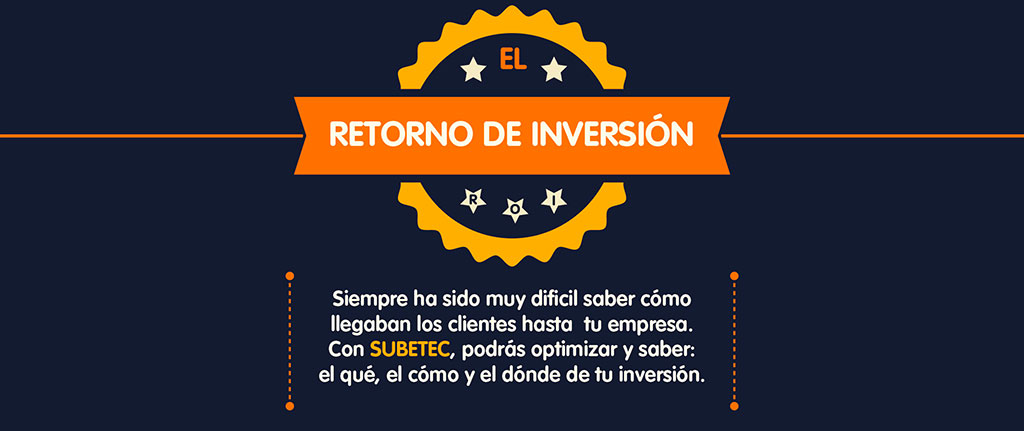 EL
RETORNO DE INVERSIÓN
R O I
Siempre ha sido muy dificil saber cómo
llegaban los clientes hasta tu empresa.
Con SUBETEC, podrás optimizar y saber:
el qué, el cómo y el dónde de tu inversión.